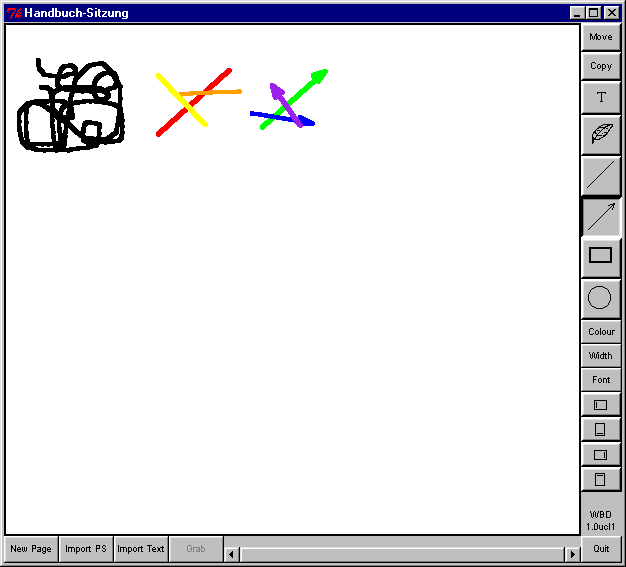 Handbuch-Sitzung
Move
Copy
T
Colour
Width
Font
WBD
1.0ucl1
New Page Import PS Import Text Grab Quit